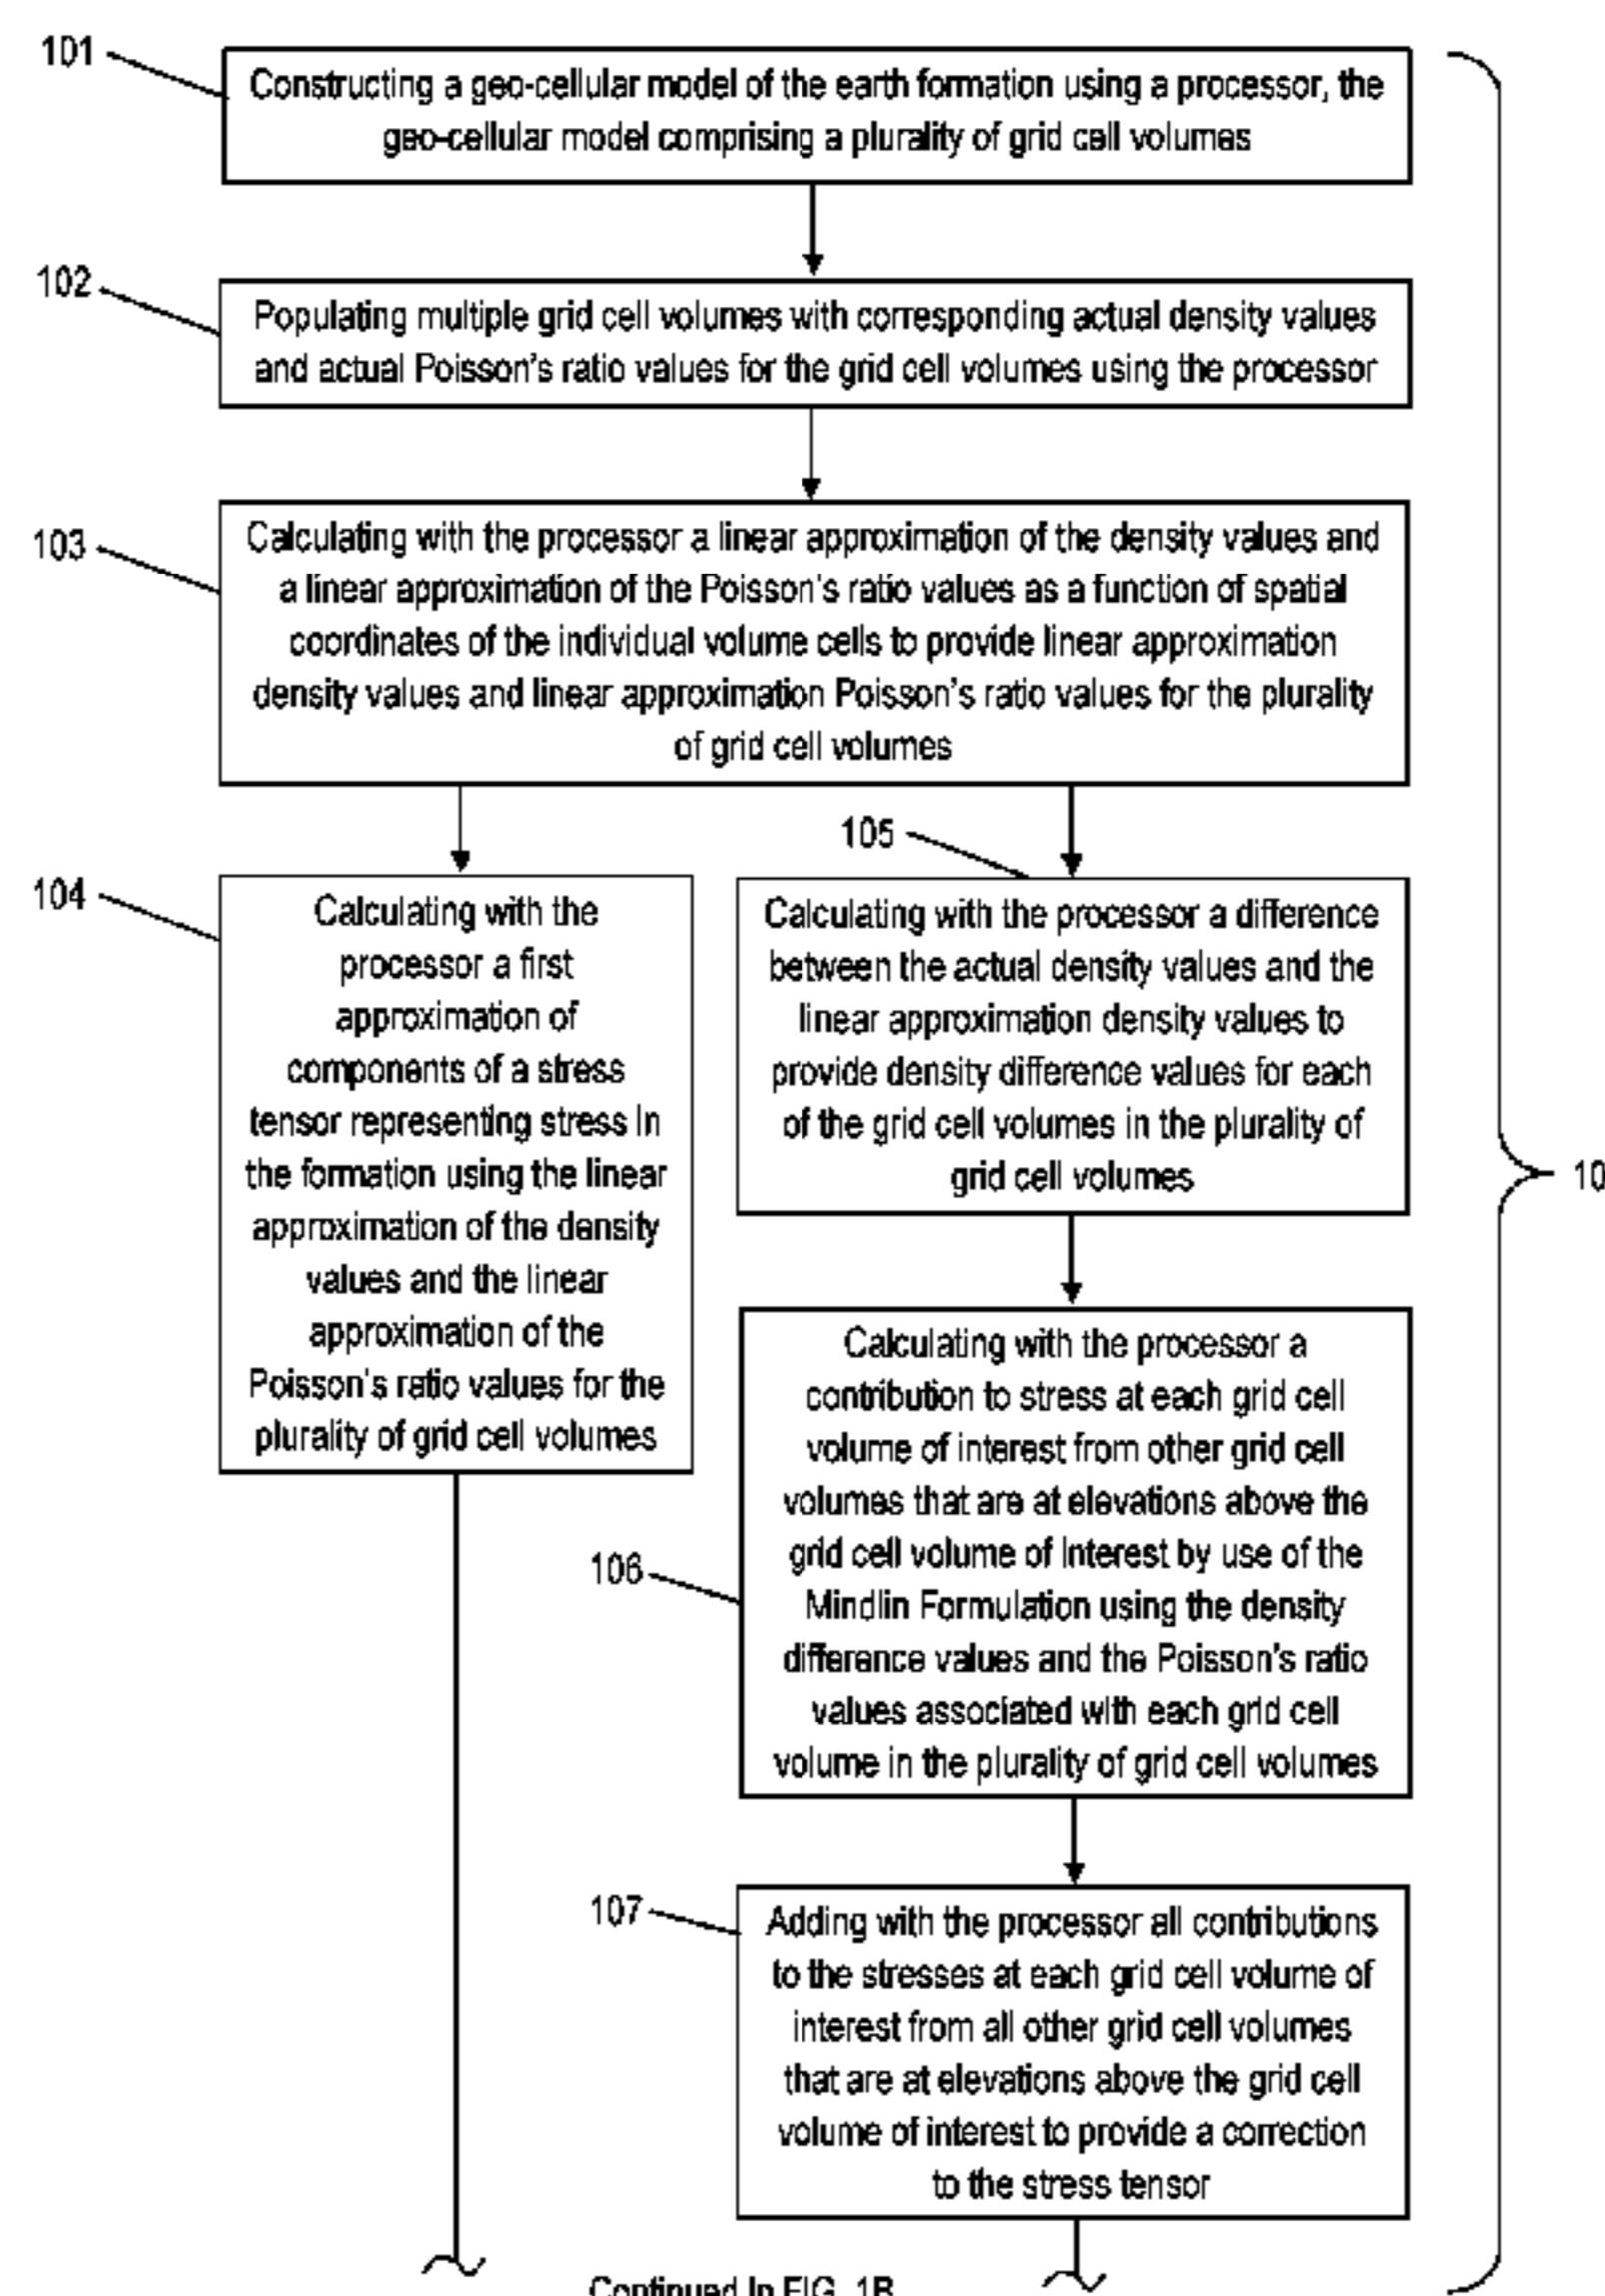 101
Constructing a geo-cellular model of the earth formation using a processor, the
geo-cellular model comprising a plurality of grid cell volumes
102
Populating multiple grid cell volumes with corresponding actual density values
and actual Poisson's ratio values for the grid cell volumes using the processor
103
Calculating with the processor a linear approximation of the density values and
a linear approximation of the Poisson's ratio values as a function of spatial
coordinates of the individual volume cells to provide linear approximation
density values and linear approximation Poisson's ratio values for the plurality
of grid cell volumes
104
Calculating with the
processor a first
approximation of
components of a stress
tensor representing stress in
the formation using the linear
approximation of the density
values and the linear
approximation of the
Poisson's ratio values for the
plurality of grid cell volumes
105
Calculating with the processor a difference
between the actual density values and the
linear approximation density values to
provide density difference values for each
of the grid cell volumes in the plurality of
grid cell volumes
10
106
Calculating with the processor a
contribution to stress at each grid cell
volume of interest from other grid cell
volumes that are at elevations above the
grid cell volume of interest by use of the
Mindlin Formulation using the density
difference values and the Poisson's ratio
values associated with each grid cell
volume in the plurality of grid cell volumes
107
Adding with the processor all contributions
to the stresses at each grid cell volume of
interest from all other grid cell volumes
that are at elevations above the grid cell
volume of interest to provide a correction
to the stress tensor
Continued In FIG. 1B